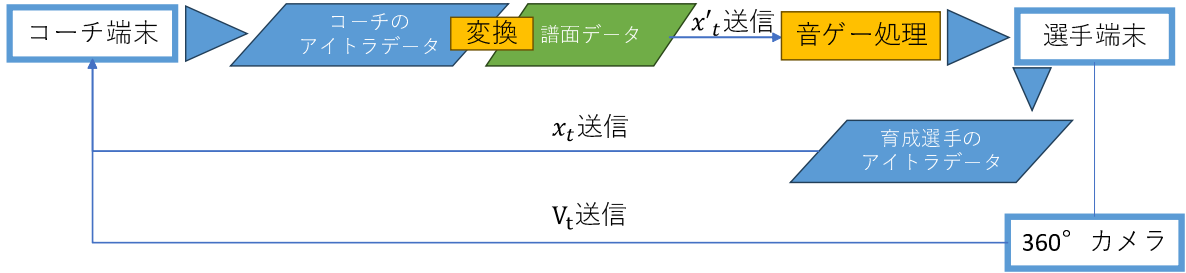 コーチ端末
コーチの
アイトラデータ
変換
譜面データ
x′ₜ送信
音ゲー処理
選手端末
xₜ送信
育成選手の
アイトラデータ
Vₜ送信
360°カメラ